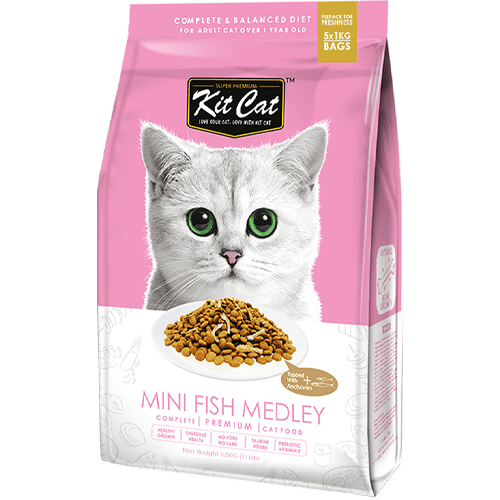 COMPLETE & BALANCED DIET
FOR ADULT CAT OVER 1 YEAR OLD
PREPACK FOR
FRESHNESS
5x1KG
BAGS
SUPER PREMIUM
Kit Cat™
LOVE YOUR CAT, LOVE WITH KIT CAT
Topped
With +
Anchovies
MINI FISH MEDLEY
COMPLETE | PREMIUM | CAT FOOD
HEALTHY
GROWTH
DIGESTIVE
HEALTH
NO PORK
NO LARD
TAURINE
ADDED
PREBIOTIC
VITAMIN E
Net Weight 5.0KG (11.0lb)